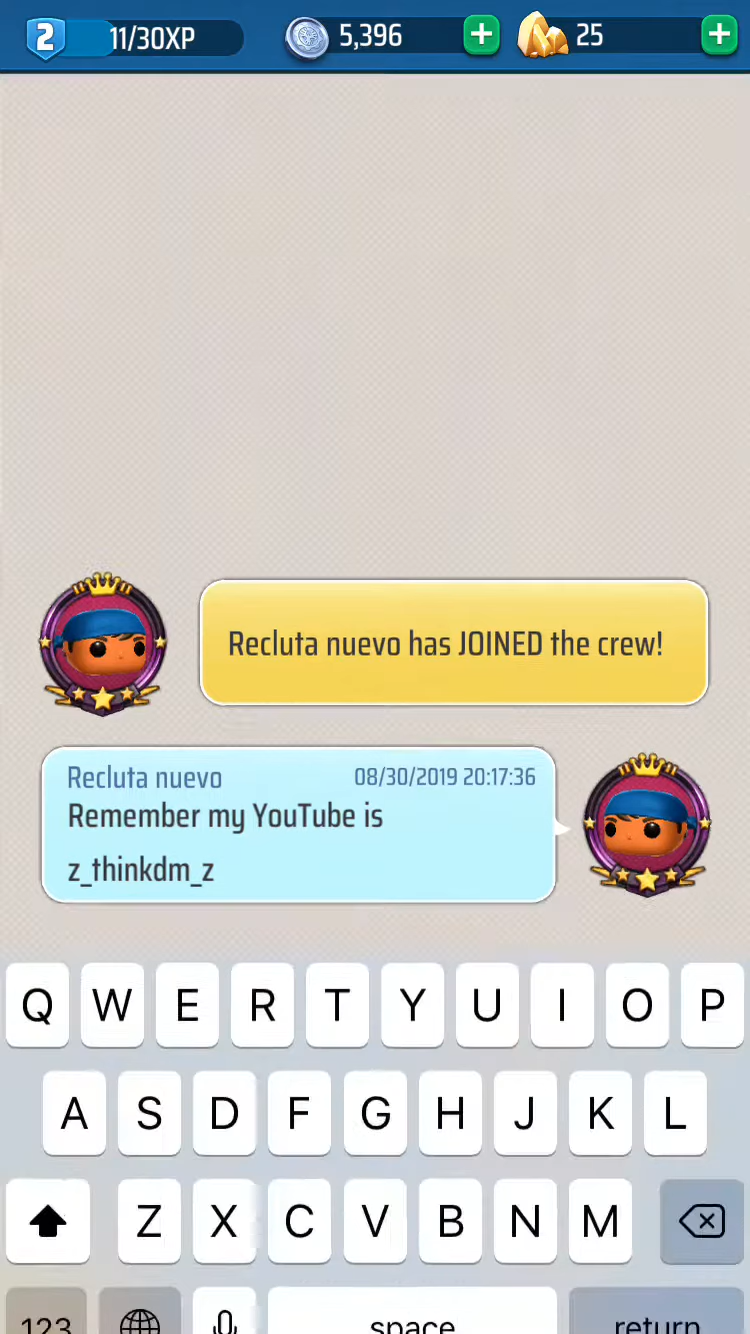 2 11/30XP 5,396 + 25 +
Recluta nuevo has JOINED the crew!
Recluta nuevo 08/30/2019 20:17:36
Remember my YouTube is
z_thinkdm_z
Q W E R T Y U I O P
A S D F G H J K L
Z X C V B N M
123 space return